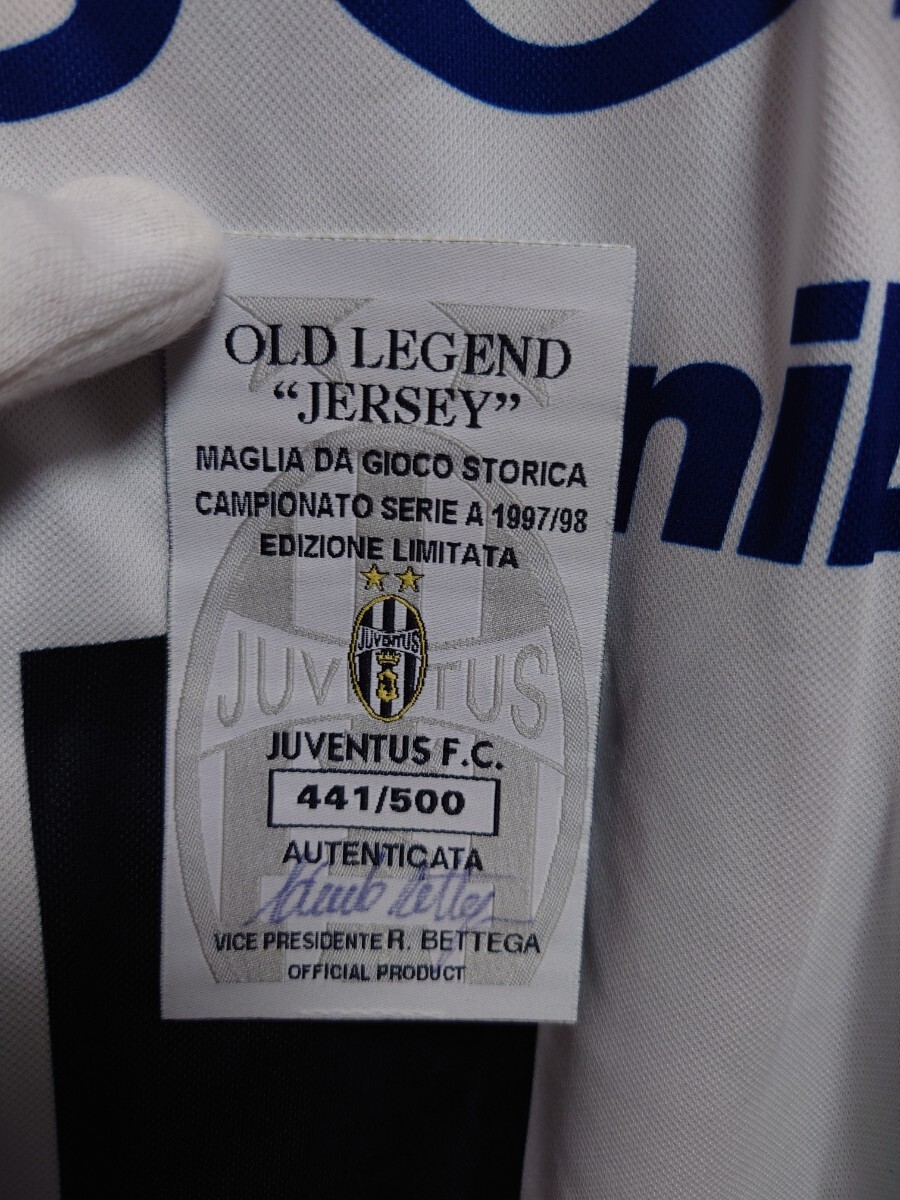 OLD LEGEND
“JERSEY”
MAGLIA DA GIOCO STORICA
CAMPIONATO SERIE A 1997/98
EDIZIONE LIMITATA
JUVENTUS
JUVENTUS
JUVENTUS F.C.
441/500
AUTENTICATA
VICE PRESIDENTE R. BETTEGA
OFFICIAL PRODUCT